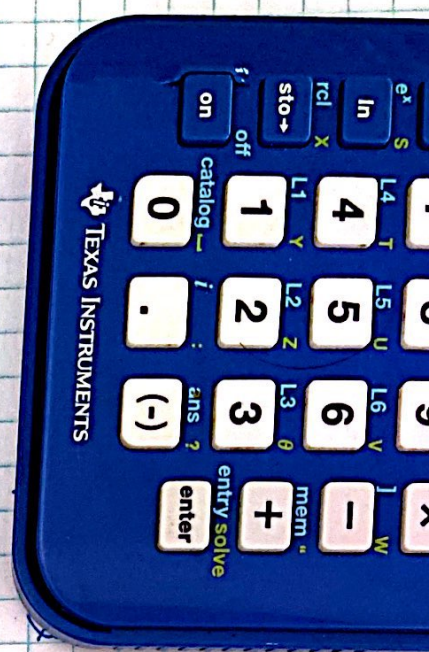 eˣ S L4 T L5 U L6 V ] W
ln 4 5 6 −
rcl X L1 Y L2 Z L3 θ mem "
sto→ 1 2 3 +
off catalog ⎵ i : ans ? entry solve
on 0 . (-) enter
TEXAS INSTRUMENTS